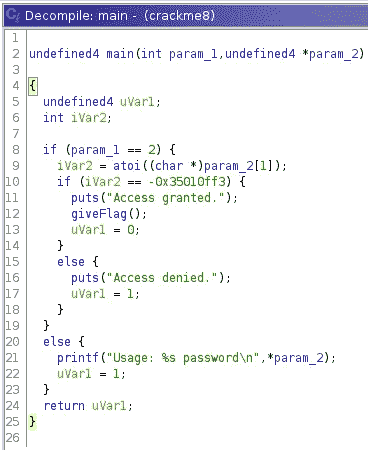 Decompile: main - (crackme8)
1
2 undefined4 main(int param_1,undefined4 *param_2)
3
4 {
5 undefined4 uVar1;
6 int iVar2;
7
8 if (param_1 == 2) {
9 iVar2 = atoi((char *)param_2[1]);
10 if (iVar2 == -0x35010ff3) {
11 puts("Access granted.");
12 giveFlag();
13 uVar1 = 0;
14 }
15 else {
16 puts("Access denied.");
17 uVar1 = 1;
18 }
19 }
20 else {
21 printf("Usage: %s password\n",*param_2);
22 uVar1 = 1;
23 }
24 return uVar1;
25 }
26